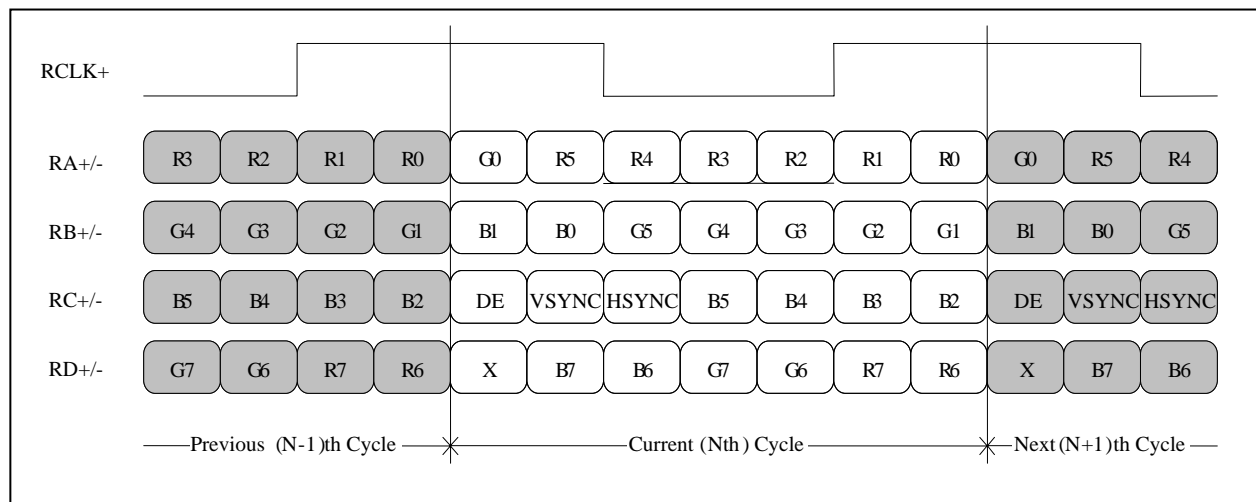 RCLK+
RA+/- R3 R2 R1 R0 G0 R5 R4 R3 R2 R1 R0 G0 R5 R4
RB+/- G4 G3 G2 G1 B1 B0 G5 G4 G3 G2 G1 B1 B0 G5
RC+/- B5 B4 B3 B2 DE VSYNC HSYNC B5 B4 B3 B2 DE VSYNC HSYNC
RD+/- G7 G6 R7 R6 X B7 B6 G7 G6 R7 R6 X B7 B6
Previous (N-1)th Cycle Current (Nth) Cycle Next (N+1)th Cycle